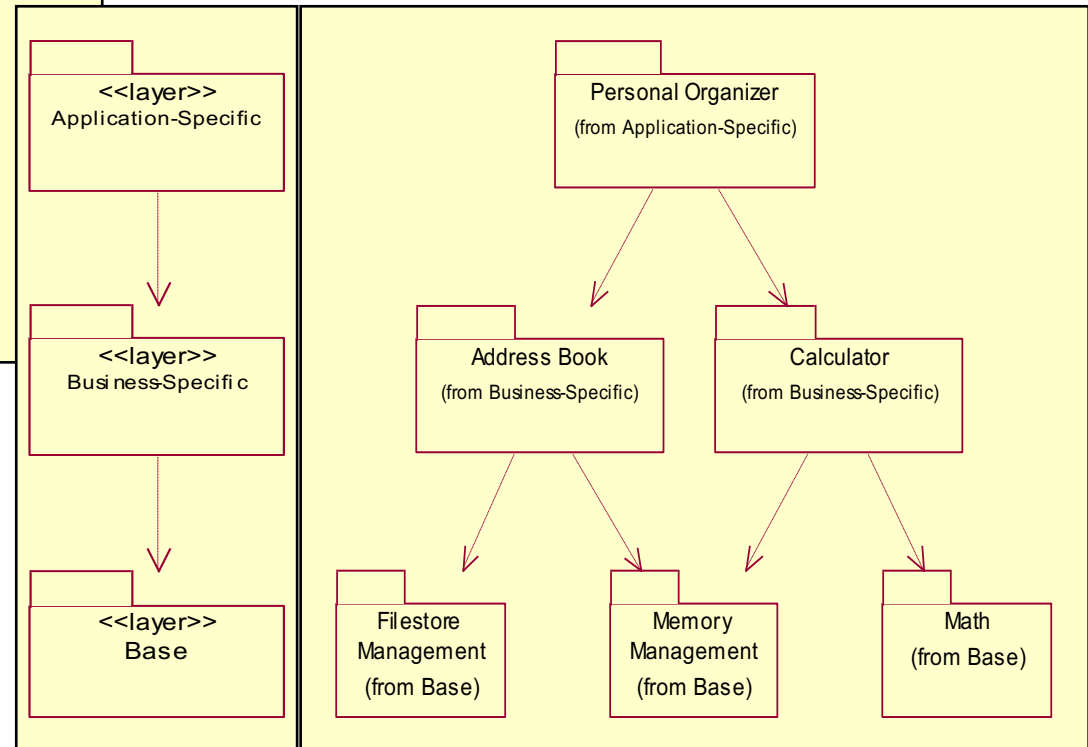 <<layer>>
Application-Specific
<<layer>>
Business-Specific
<<layer>>
Base
Personal Organizer
(from Application-Specific)
Address Book
(from Business-Specific)
Calculator
(from Business-Specific)
Filestore
Management
(from Base)
Memory
Management
(from Base)
Math
(from Base)